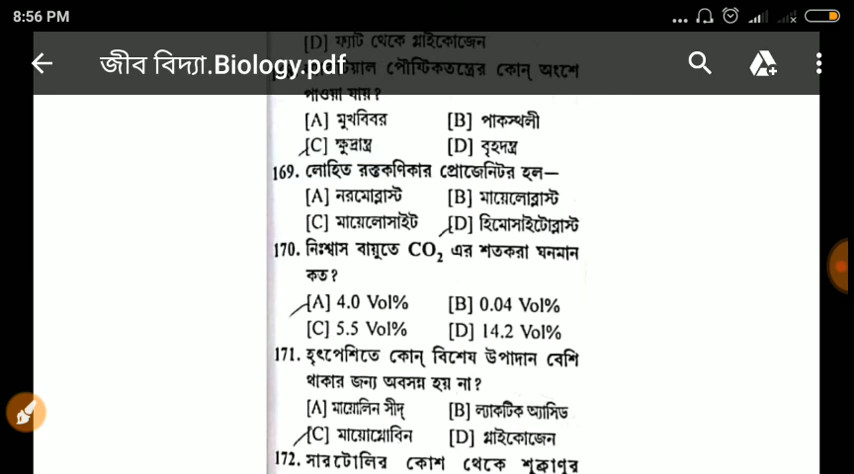 8:56 PM
[D] ফ্যাট থেকে গ্লাইকোজেন
জীব বিদ্যা.Biology.pdf
পৌষ্টিকতন্ত্রের কোন্ অংশে
পাওয়া যায়?
[A] মুখবিবর [B] পাকস্থলী
[C] ক্ষুদ্রান্ত্র [D] বৃহদন্ত্র
169. লোহিত রক্তকণিকার প্রোজেনিটর হল—
[A] নরমোব্লাস্ট [B] মায়েলোব্লাস্ট
[C] মায়েলোসাইট [D] হিমোসাইটোব্লাস্ট
170. নিঃশ্বাস বায়ুতে CO₂ এর শতকরা ঘনমান
কত?
[A] 4.0 Vol% [B] 0.04 Vol%
[C] 5.5 Vol% [D] 14.2 Vol%
171. হৃৎপেশিতে কোন্ বিশেষ উপাদান বেশি
থাকার জন্য অবসন্ন হয় না?
[A] মায়োলিন সীদ্ [B] ল্যাকটিক অ্যাসিড
[C] মায়োগ্লোবিন [D] গ্লাইকোজেন
172. সারটোলির কোশ থেকে শুক্রাণুর